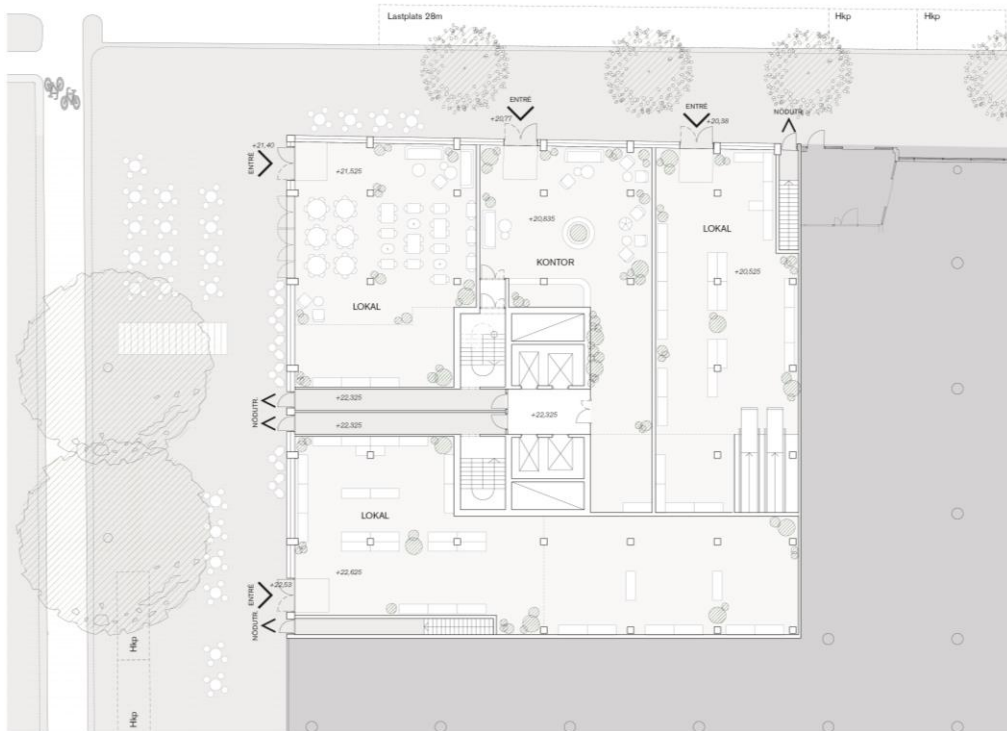 Lastplats 28m
Hkp
Hkp
ENTRÉ
+20,77
ENTRÉ
+20,38
NÖDUTR.
+21,40
ENTRÉ
+21,525
+20,835
KONTOR
LOKAL
+20,525
LOKAL
NÖDUTR.
+22,325
NÖDUTR.
+22,325
+22,325
LOKAL
+22,625
+22,53
ENTRÉ
NÖDUTR.
Hkp
Hkp